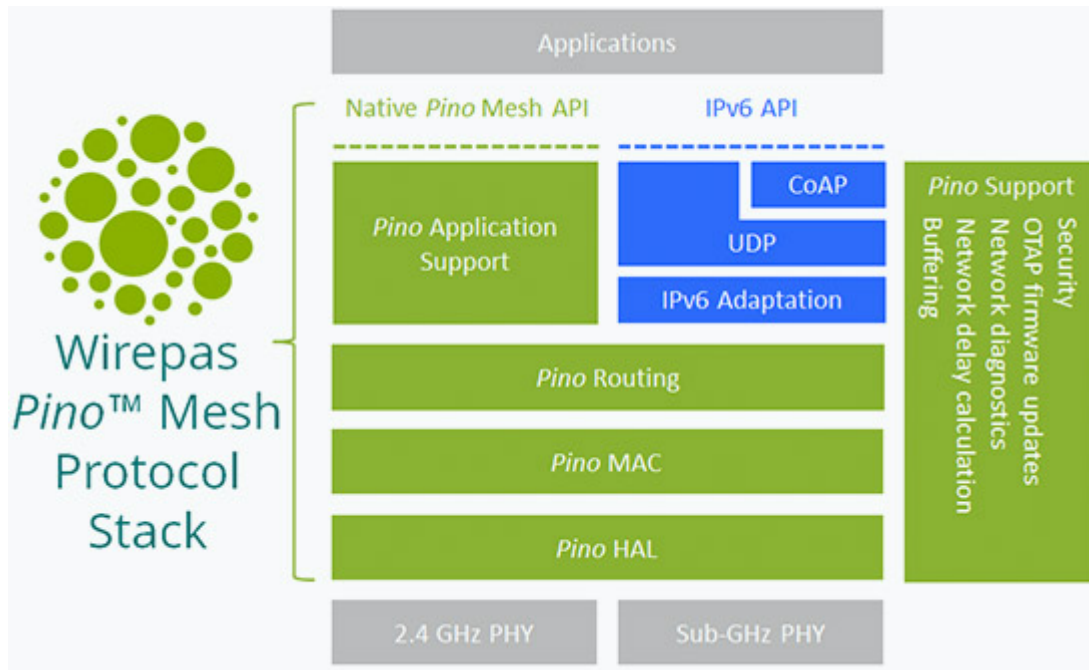 Applications
Native Pino Mesh API
IPv6 API
Wirepas
Pino™ Mesh
Protocol
Stack
Pino Application
Support
CoAP
UDP
IPv6 Adaptation
Pino Routing
Pino MAC
Pino HAL
2.4 GHz PHY
Sub-GHz PHY
Pino Support
Security
OTAP firmware updates
Network diagnostics
Network delay calculation
Buffering